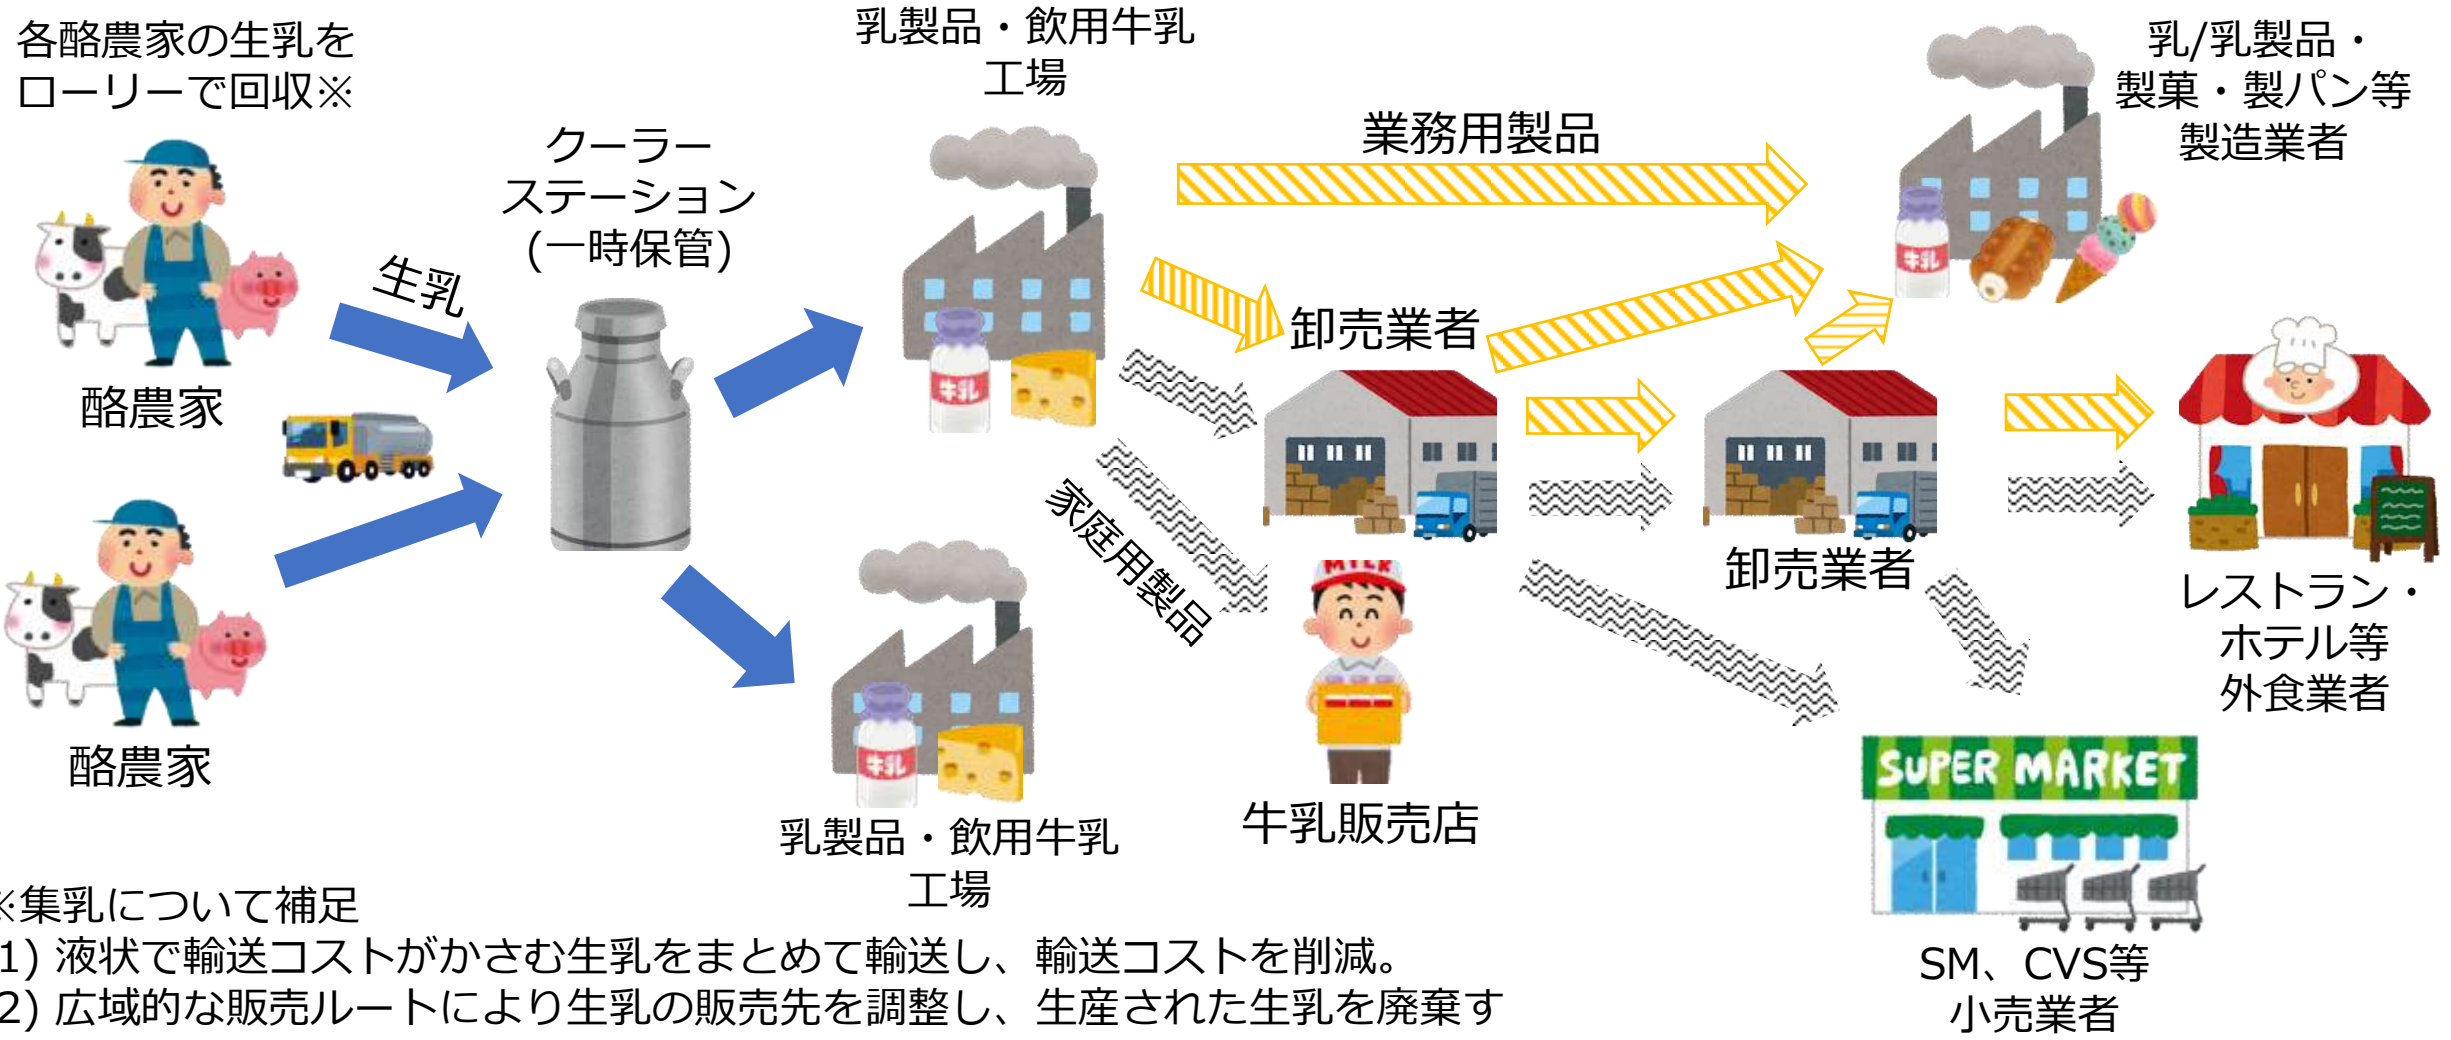 各酪農家の生乳を
ローリーで回収※
酪農家
酪農家
生乳
クーラー
ステーション
(一時保管)
乳製品・飲用牛乳
工場
牛乳
乳製品・飲用牛乳
工場
牛乳
業務用製品
家庭用製品
卸売業者
卸売業者
MILK
牛乳販売店
乳/乳製品・
製菓・製パン等
製造業者
牛乳
レストラン・
ホテル等
外食業者
SUPER MARKET
SM、CVS等
小売業者
※集乳について補足
1) 液状で輸送コストがかさむ生乳をまとめて輸送し、輸送コストを削減。
2) 広域的な販売ルートにより生乳の販売先を調整し、生産された生乳を廃棄す